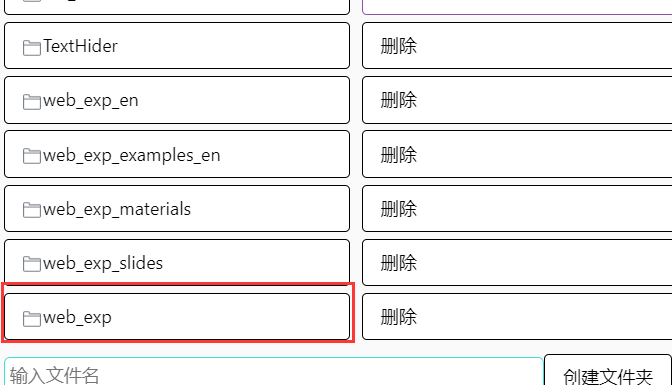 TextHider 删除
web_exp_en 删除
web_exp_examples_en 删除
web_exp_materials 删除
web_exp_slides 删除
web_exp 删除
输入文件名 创建文件夹